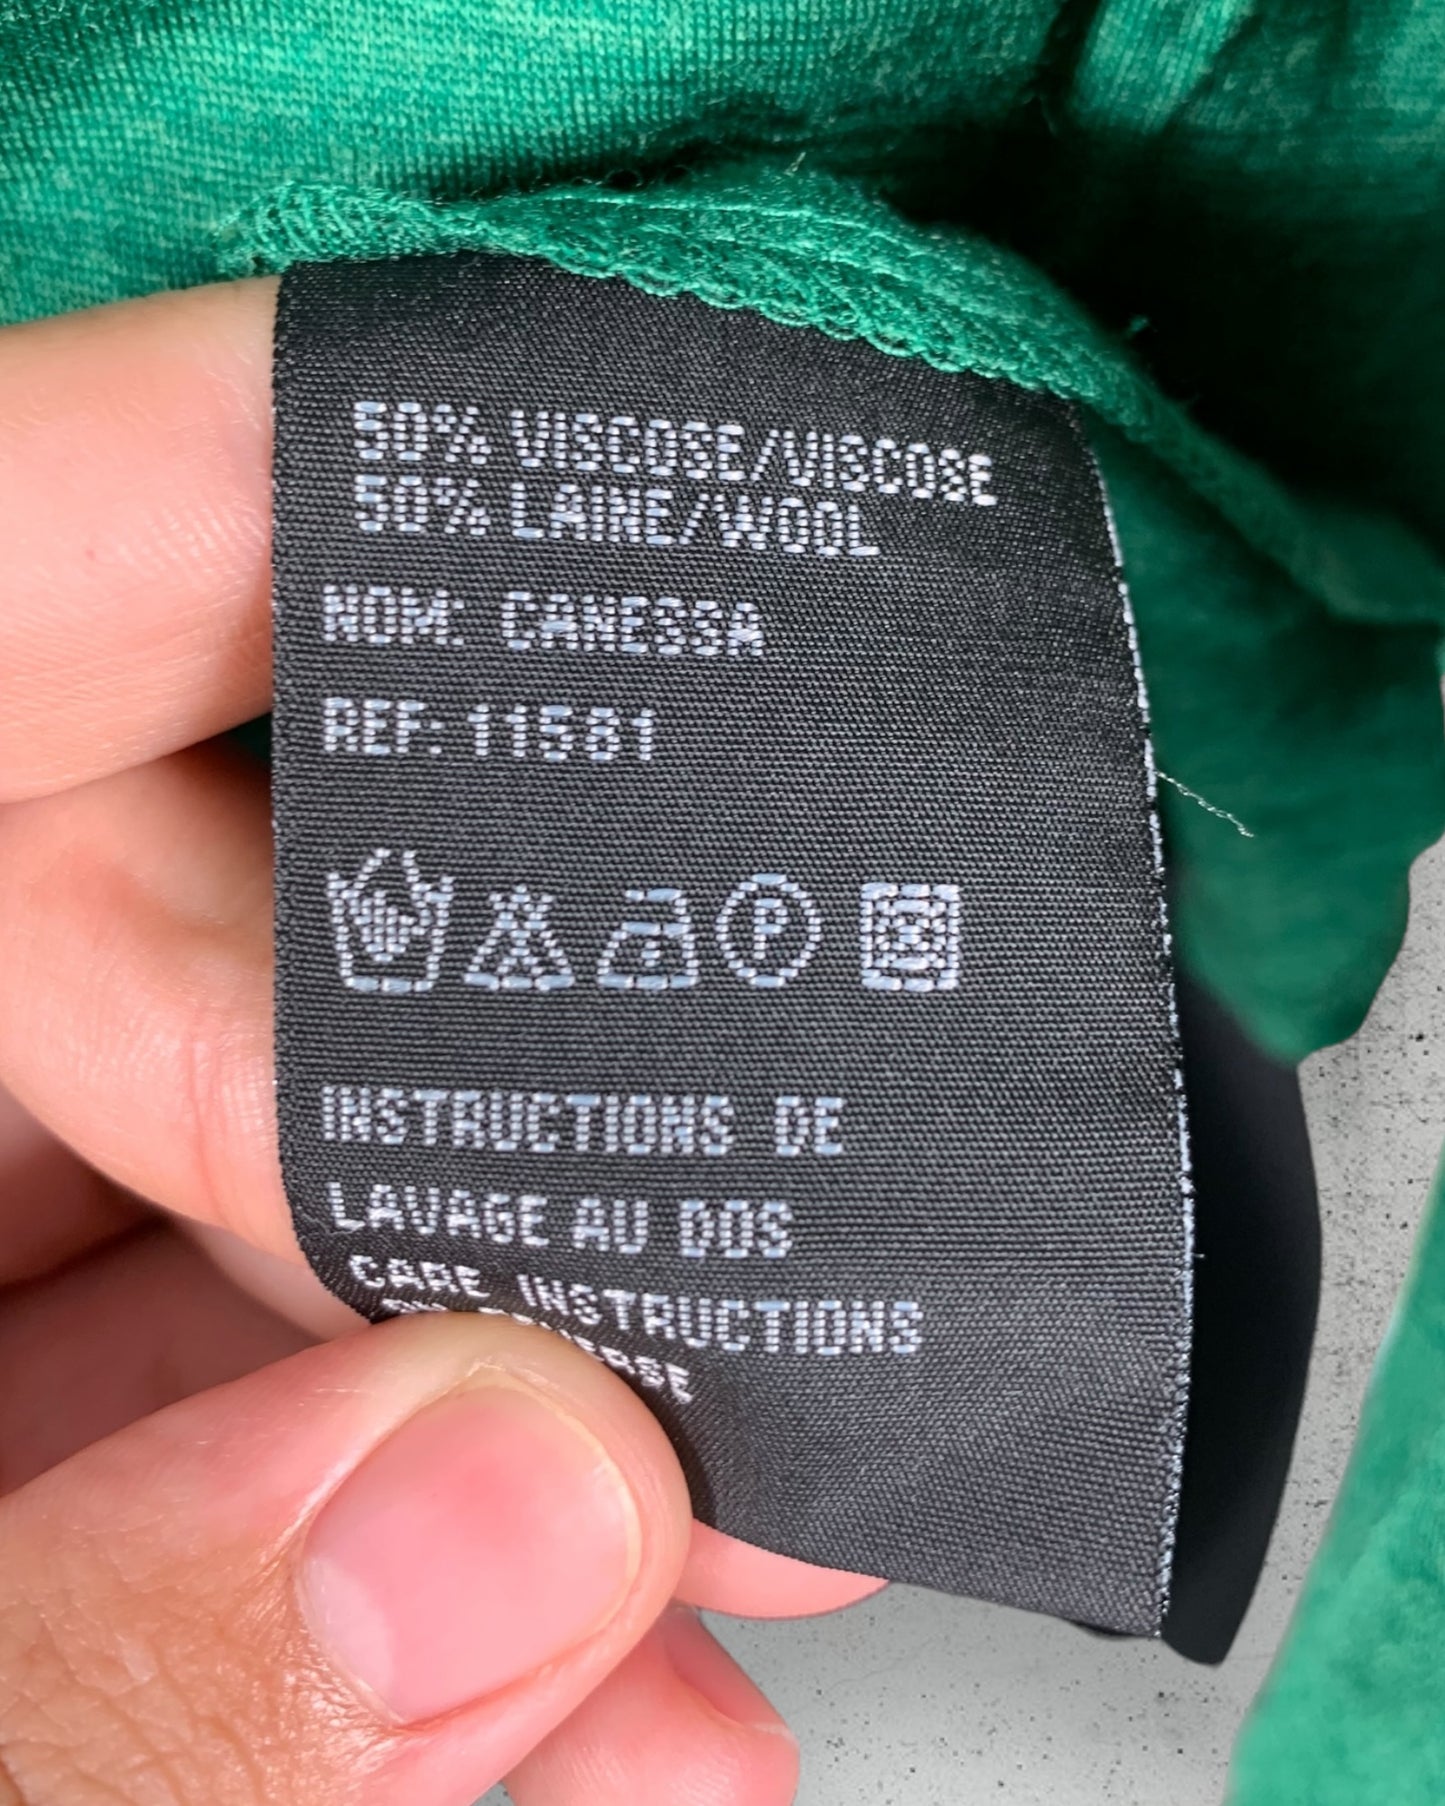 50% VISCOSE/VISCOSE
50% LAINE/WOOL
NOM: CANESSA
REF: 11581
P
INSTRUCTIONS DE
LAVAGE AU DOS
CARE INSTRUCTIONS